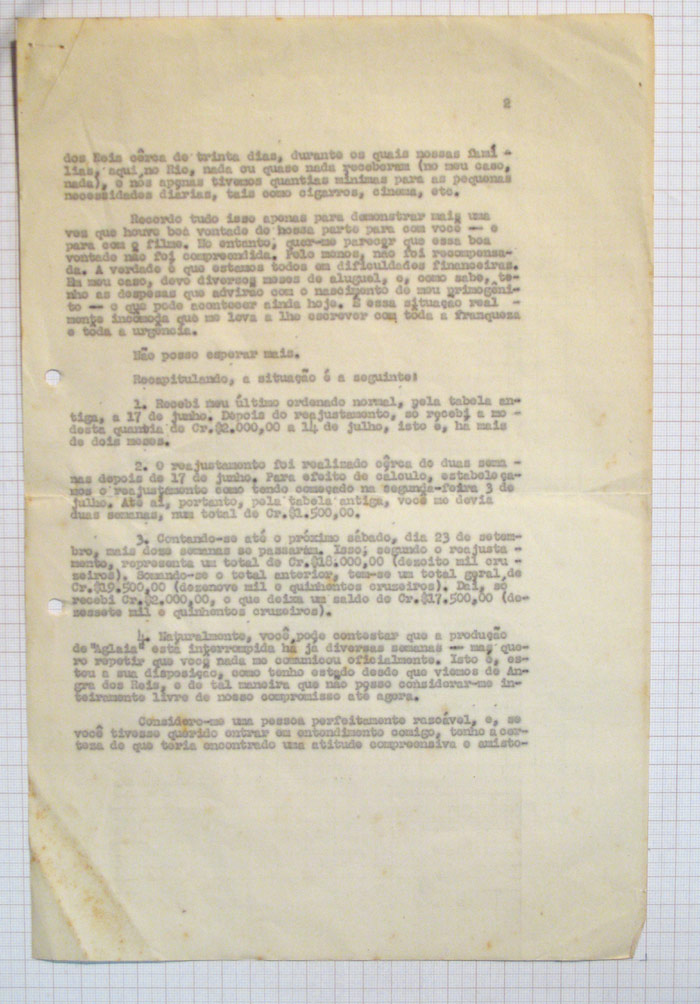 2
dos Reis cêrca de trinta dias, durante os quais nossas famí -
lias, aqui no Rio, nada ou quase nada receberam (no meu caso,
nada), e nós apenas tivemos quantias mínimas para as pequenas
necessidades diárias, tais como cigarros, cinema, etc.
Recordo tudo isso apenas para demonstrar mais uma
vez que houve boa vontade de nossa parte para com você — e
para com o filme. No entanto, quer-me parecer que essa boa
vontade não foi compreendida. Pelo menos, não foi recompensa-
da. A verdade é que estamos todos em dificuldades financeiras.
Em meu caso, devo diversos meses de aluguel, e, como sabe, te-
nho as despesas que advirão com o nascimento de meu primogêni-
to — o que pode acontecer ainda hoje. É essa situação real -
mente incômoda que me leva a lhe escrever com toda a franqueza
e toda a urgência.
Não posso esperar mais.
Recapitulando, a situação é a seguinte:
1. Recebi meu último ordenado normal, pela tabela an-
tiga, a 17 de junho. Depois do reajustamento, só recebi a mo -
desta quantia de Cr.$2.000,00 a 14 de julho, isto é, há mais
de dois meses.
2. O reajustamento foi realizado cêrca de duas sema -
nas depois de 17 de junho. Para efeito de cálculo, estabeleça-
mos o reajustamento como tendo começado na segunda-feira 3 de
julho. Até aí, portanto, pela tabela antiga, você me devia
duas semanas, num total de Cr.$1.500,00.
3. Contando-se até o próximo sábado, dia 23 de setem-
bro, mais doze semanas se passaram. Isso, segundo o reajusta -
mento, representa um total de Cr.$18.000,00 (dezoito mil cru -
zeiros). Somando-se o total anterior, tem-se um total geral de
Cr.$19.500,00 (dezenove mil e quinhentos cruzeiros). Daí, só
recebi Cr.$2.000,00, o que deixa um saldo de Cr.$17.500,00 (de-
zessete mil e quinhentos cruzeiros).
4. Naturalmente, você pode contestar que a produção
de "Aglaia" está interrompida há já diversas semanas — mas que-
ro repetir que você nada me comunicou oficialmente. Isto é, es-
tou a sua disposição, como tenho estado desde que viemos de An-
gra dos Reis, e de tal maneira que não posso considerar-me in-
teiramente livre de nosso compromisso até agora.
Considero-me uma pessoa perfeitamente razoável, e, se
você tivesse querido entrar em entendimento comigo, tenho a cer-
teza de que teria encontrado uma atitude compreensiva e amisto-